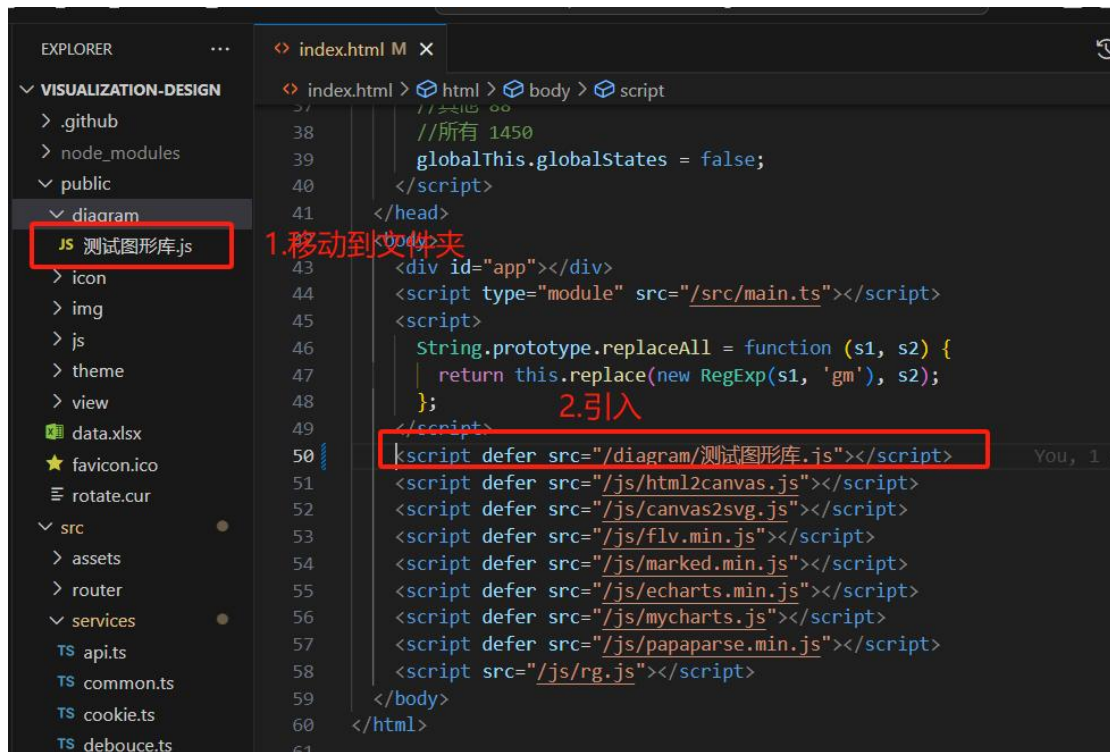 EXPLORER ...
VISUALIZATION-DESIGN
.github
node_modules
public
diagram
JS 测试图形库.js
icon
img
js
theme
view
data.xlsx
favicon.ico
rotate.cur
src
assets
router
services
TS api.ts
TS common.ts
TS cookie.ts
TS debouce.ts
1.移动到文件夹
2.引入
index.html M
index.html > html > body > script
37 //其他 88
38 //所有 1450
39 globalThis.globalStates = false;
40 </script>
41 </head>
<body>
43 <div id="app"></div>
44 <script type="module" src="/src/main.ts"></script>
45 <script>
46 String.prototype.replaceAll = function (s1, s2) {
47 return this.replace(new RegExp(s1, 'gm'), s2);
48 };
49 </script>
50 <script defer src="/diagram/测试图形库.js"></script> You, 1
51 <script defer src="/js/html2canvas.js"></script>
52 <script defer src="/js/canvas2svg.js"></script>
53 <script defer src="/js/flv.min.js"></script>
54 <script defer src="/js/marked.min.js"></script>
55 <script defer src="/js/echarts.min.js"></script>
56 <script defer src="/js/mycharts.js"></script>
57 <script defer src="/js/papaparse.min.js"></script>
58 <script src="/js/rg.js"></script>
59 </body>
60 </html>
61